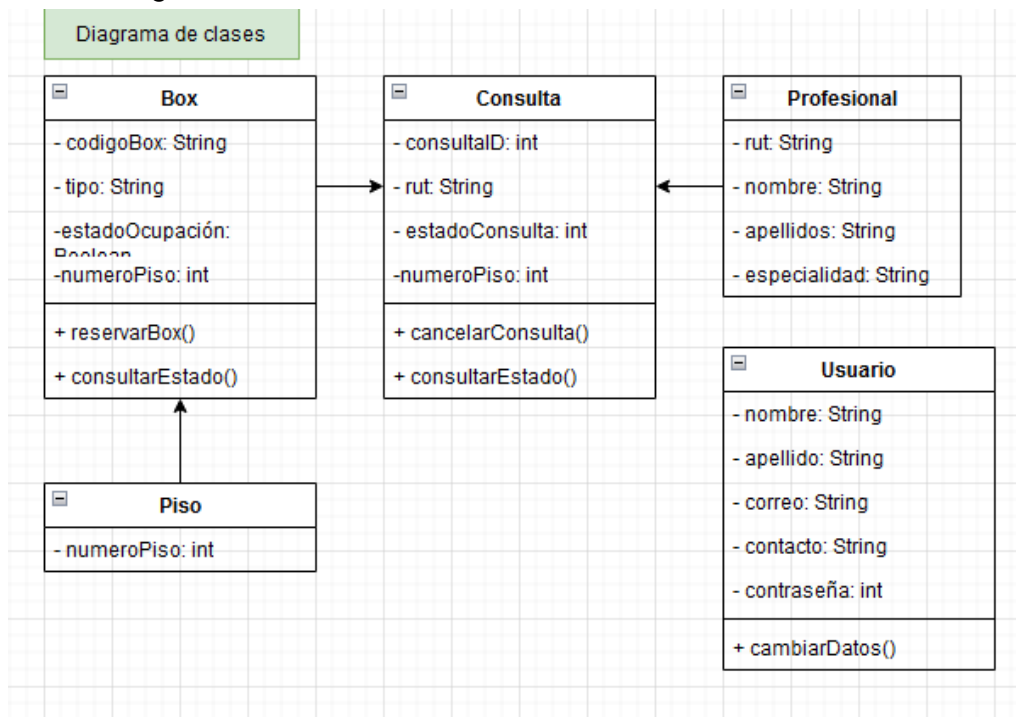 Diagrama de clases
Box
- codigoBox: String
- tipo: String
-estadoOcupación:
Boolean
-numeroPiso: int
+ reservarBox()
+ consultarEstado()
Consulta
- consultaID: int
- rut: String
- estadoConsulta: int
-numeroPiso: int
+ cancelarConsulta()
+ consultarEstado()
Profesional
- rut: String
- nombre: String
- apellidos: String
- especialidad: String
Piso
- numeroPiso: int
Usuario
- nombre: String
- apellido: String
- correo: String
- contacto: String
- contraseña: int
+ cambiarDatos()